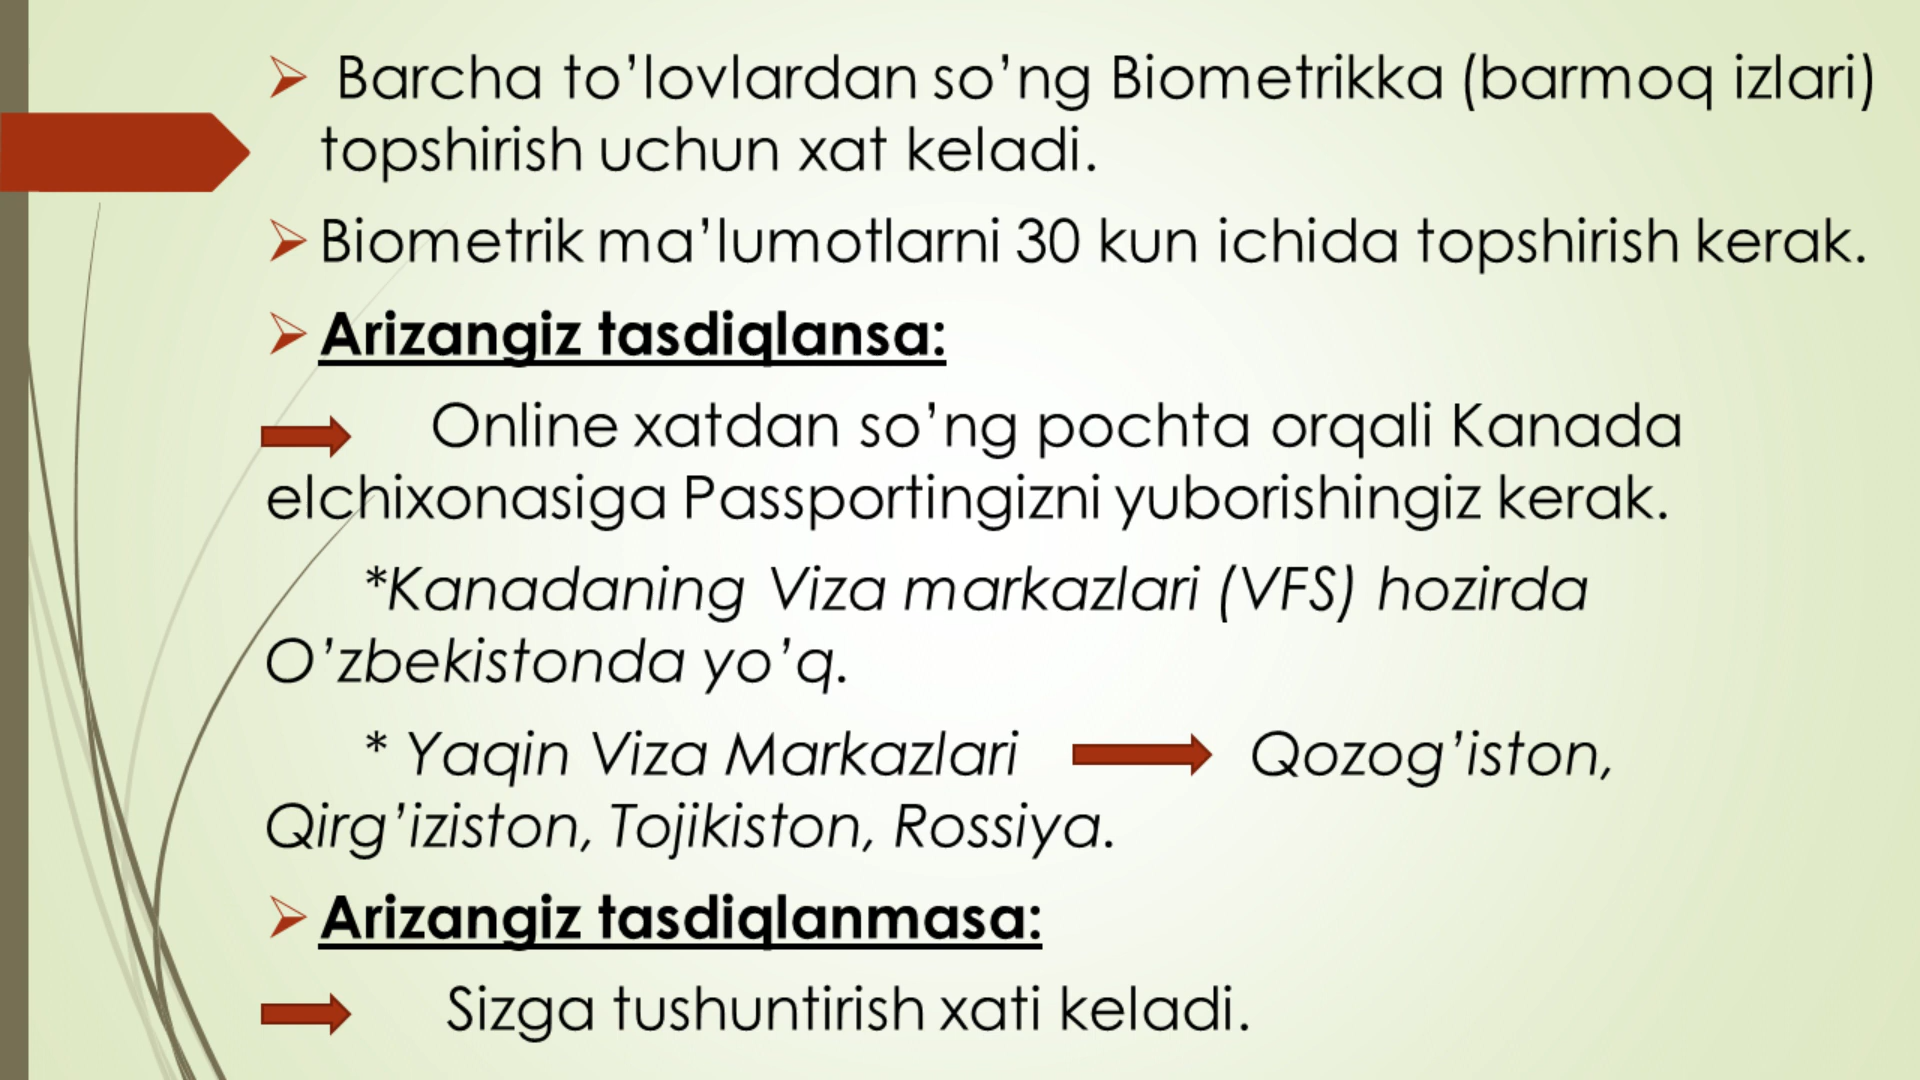 Barcha to’lovlardan so’ng Biometrikka (barmoq izlari)
topshirish uchun xat keladi.
Biometrik ma’lumotlarni 30 kun ichida topshirish kerak.
Arizangiz tasdiqlansa:
Online xatdan so’ng pochta orqali Kanada
elchixonasiga Passportingizni yuborishingiz kerak.
*Kanadaning Viza markazlari (VFS) hozirda
O’zbekistonda yo’q.
* Yaqin Viza Markazlari Qozog’iston,
Qirg’iziston, Tojikiston, Rossiya.
Arizangiz tasdiqlanmasa:
Sizga tushuntirish xati keladi.